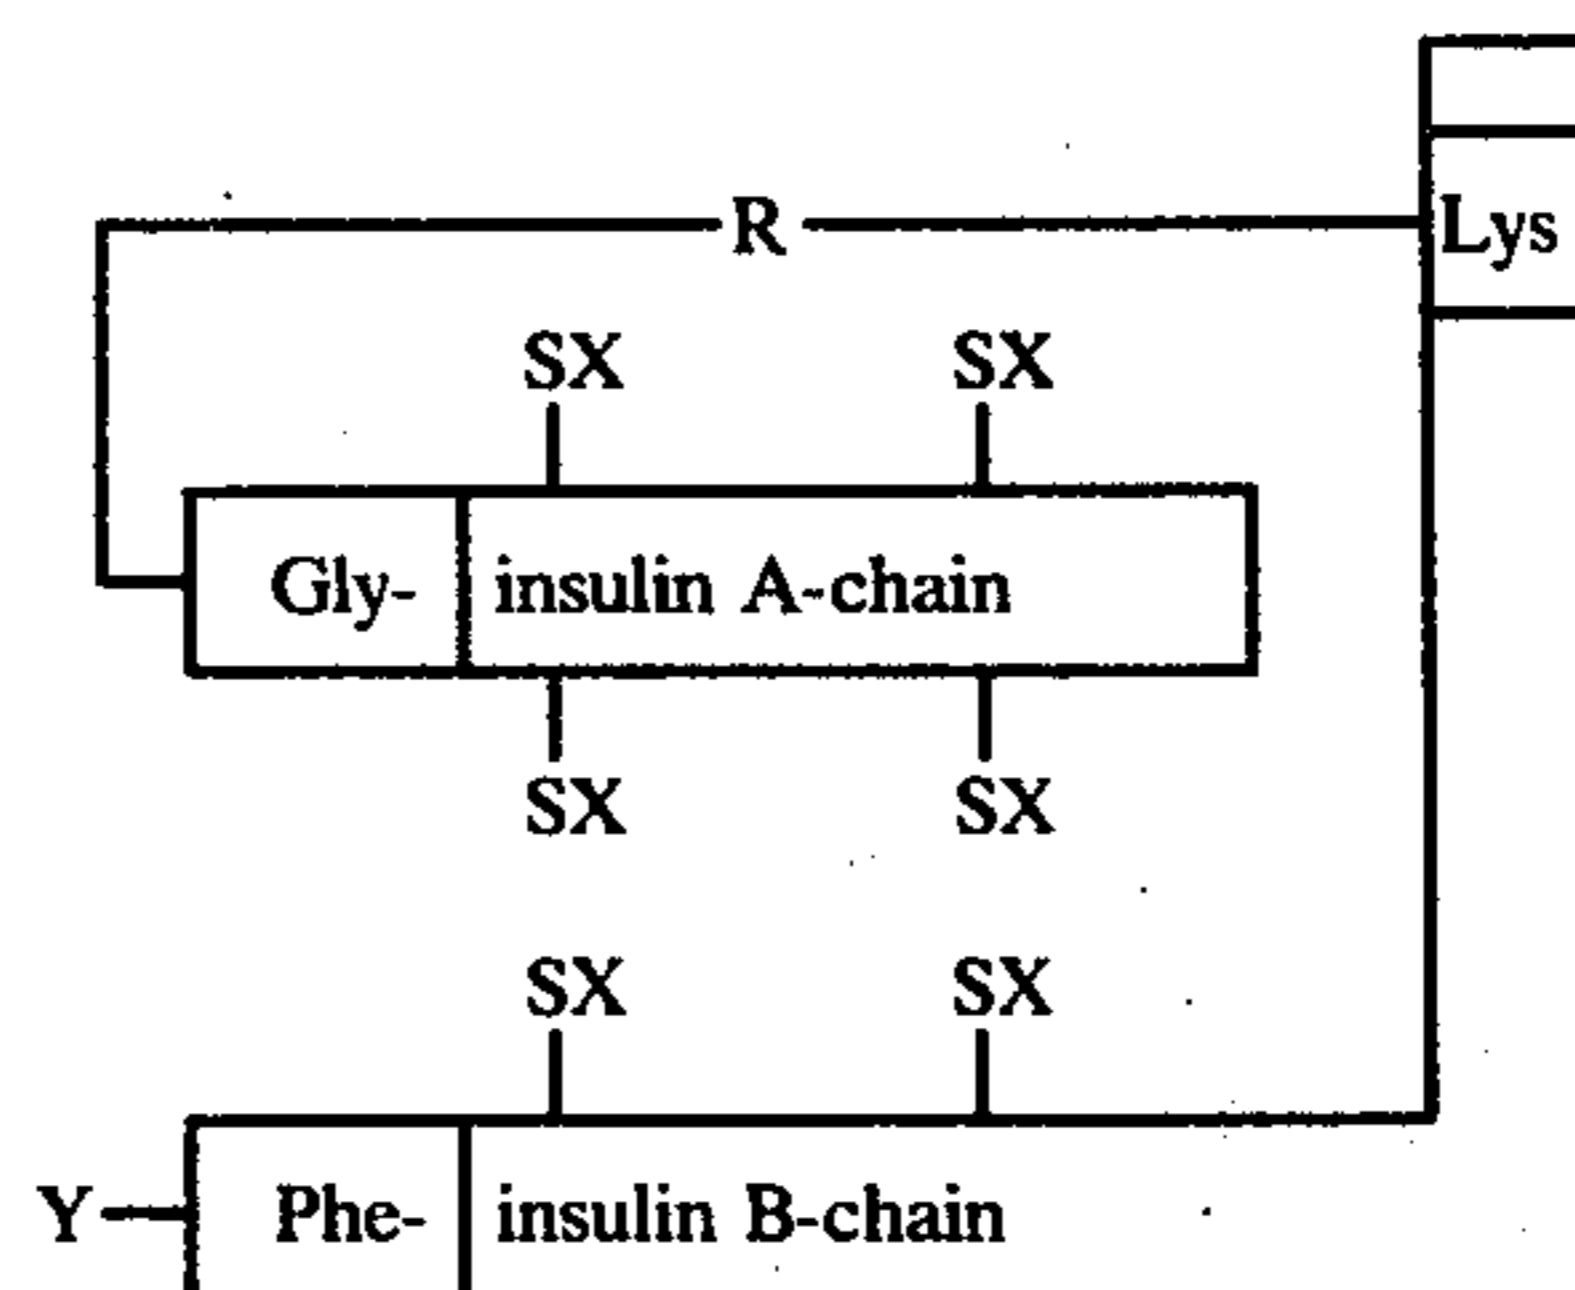 R Lys
SX SX
Gly- insulin A-chain
SX SX
SX SX
Y Phe- insulin B-chain